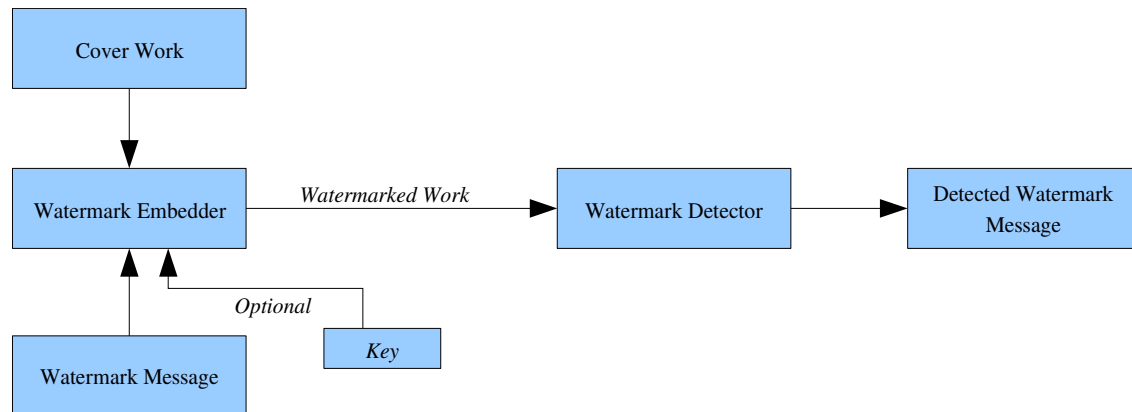 Cover Work
Watermark Embedder
Watermarked Work
Watermark Detector
Detected Watermark
Message
Optional
Key
Watermark Message